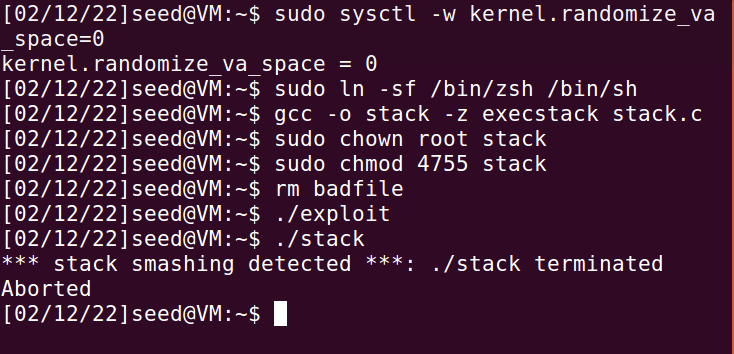 [02/12/22]seed@VM:~$ sudo sysctl -w kernel.randomize_va
_space=0
kernel.randomize_va_space = 0
[02/12/22]seed@VM:~$ sudo ln -sf /bin/zsh /bin/sh
[02/12/22]seed@VM:~$ gcc -o stack -z execstack stack.c
[02/12/22]seed@VM:~$ sudo chown root stack
[02/12/22]seed@VM:~$ sudo chmod 4755 stack
[02/12/22]seed@VM:~$ rm badfile
[02/12/22]seed@VM:~$ ./exploit
[02/12/22]seed@VM:~$ ./stack
*** stack smashing detected ***: ./stack terminated
Aborted
[02/12/22]seed@VM:~$